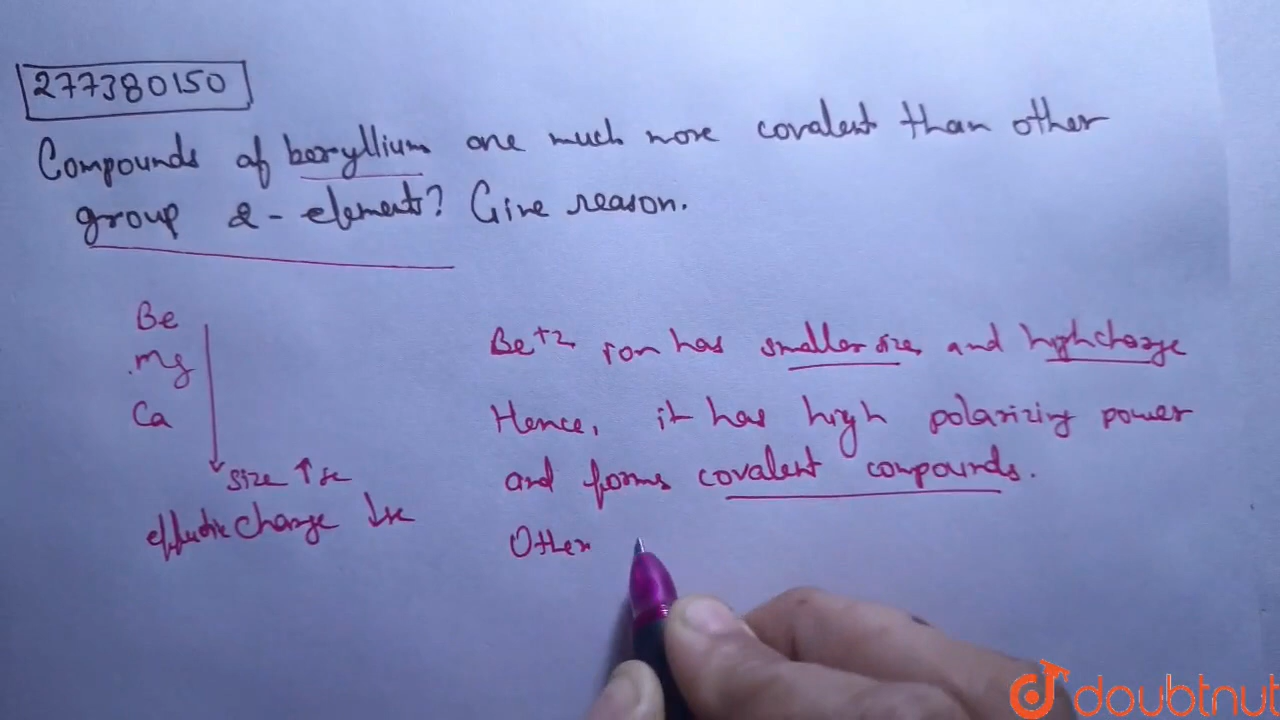 277380150
Compounds of beryllium are much more covalent than other
group 2 - elements? Give reason.
Be
Mg
Ca
size ↑se
effective charge ↓se
Be+2 ion has smaller size and high charge
Hence, it has high polarizing power
and forms covalent compounds.
Other
doubtnut